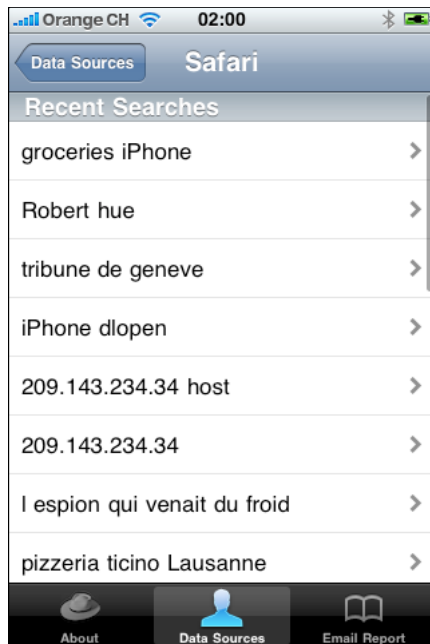 Orange CH 02:00
Data Sources Safari
Recent Searches
groceries iPhone
Robert hue
tribune de geneve
iPhone dlopen
209.143.234.34 host
209.143.234.34
l espion qui venait du froid
pizzeria ticino Lausanne
About Data Sources Email Report